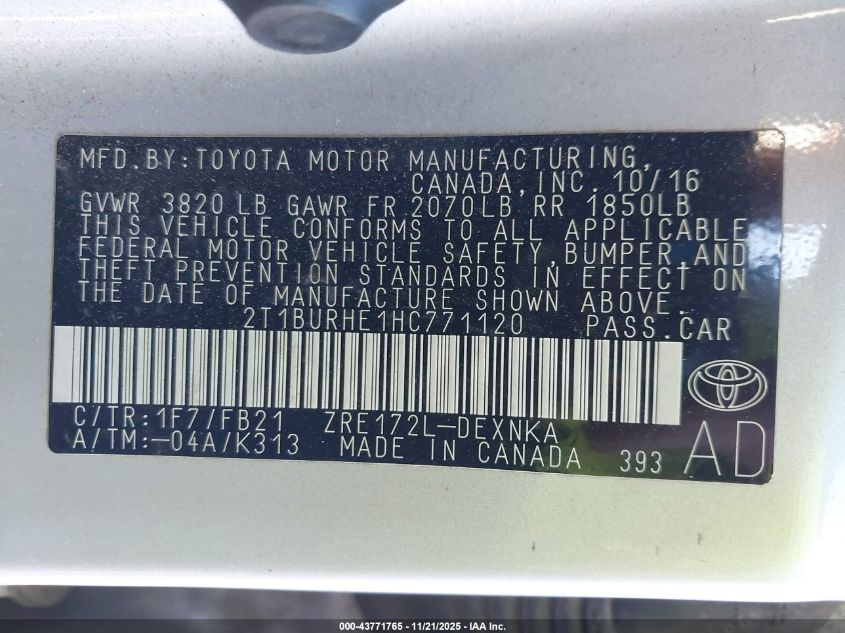 MFD.BY:TOYOTA MOTOR MANUFACTURING,
CANADA,INC.10/16
GVWR 3820LB GAWR FR 2070LB RR 1850LB
THIS VEHICLE CONFORMS TO ALL APPLICABLE
FEDERAL MOTOR VEHICLE SAFETY,BUMPER,AND
THEFT PREVENTION STANDARDS IN EFFECT ON
THE DATE OF MANUFACTURE SHOWN ABOVE.
2T1BURHE1HC771120 PASS.CAR
C/TR:1F7/FB21 ZRE172L-DEXNKA
A/TM:-04A/K313 MADE IN CANADA 393 AD
000-43771765 - 11/21/2025 - IAA Inc.